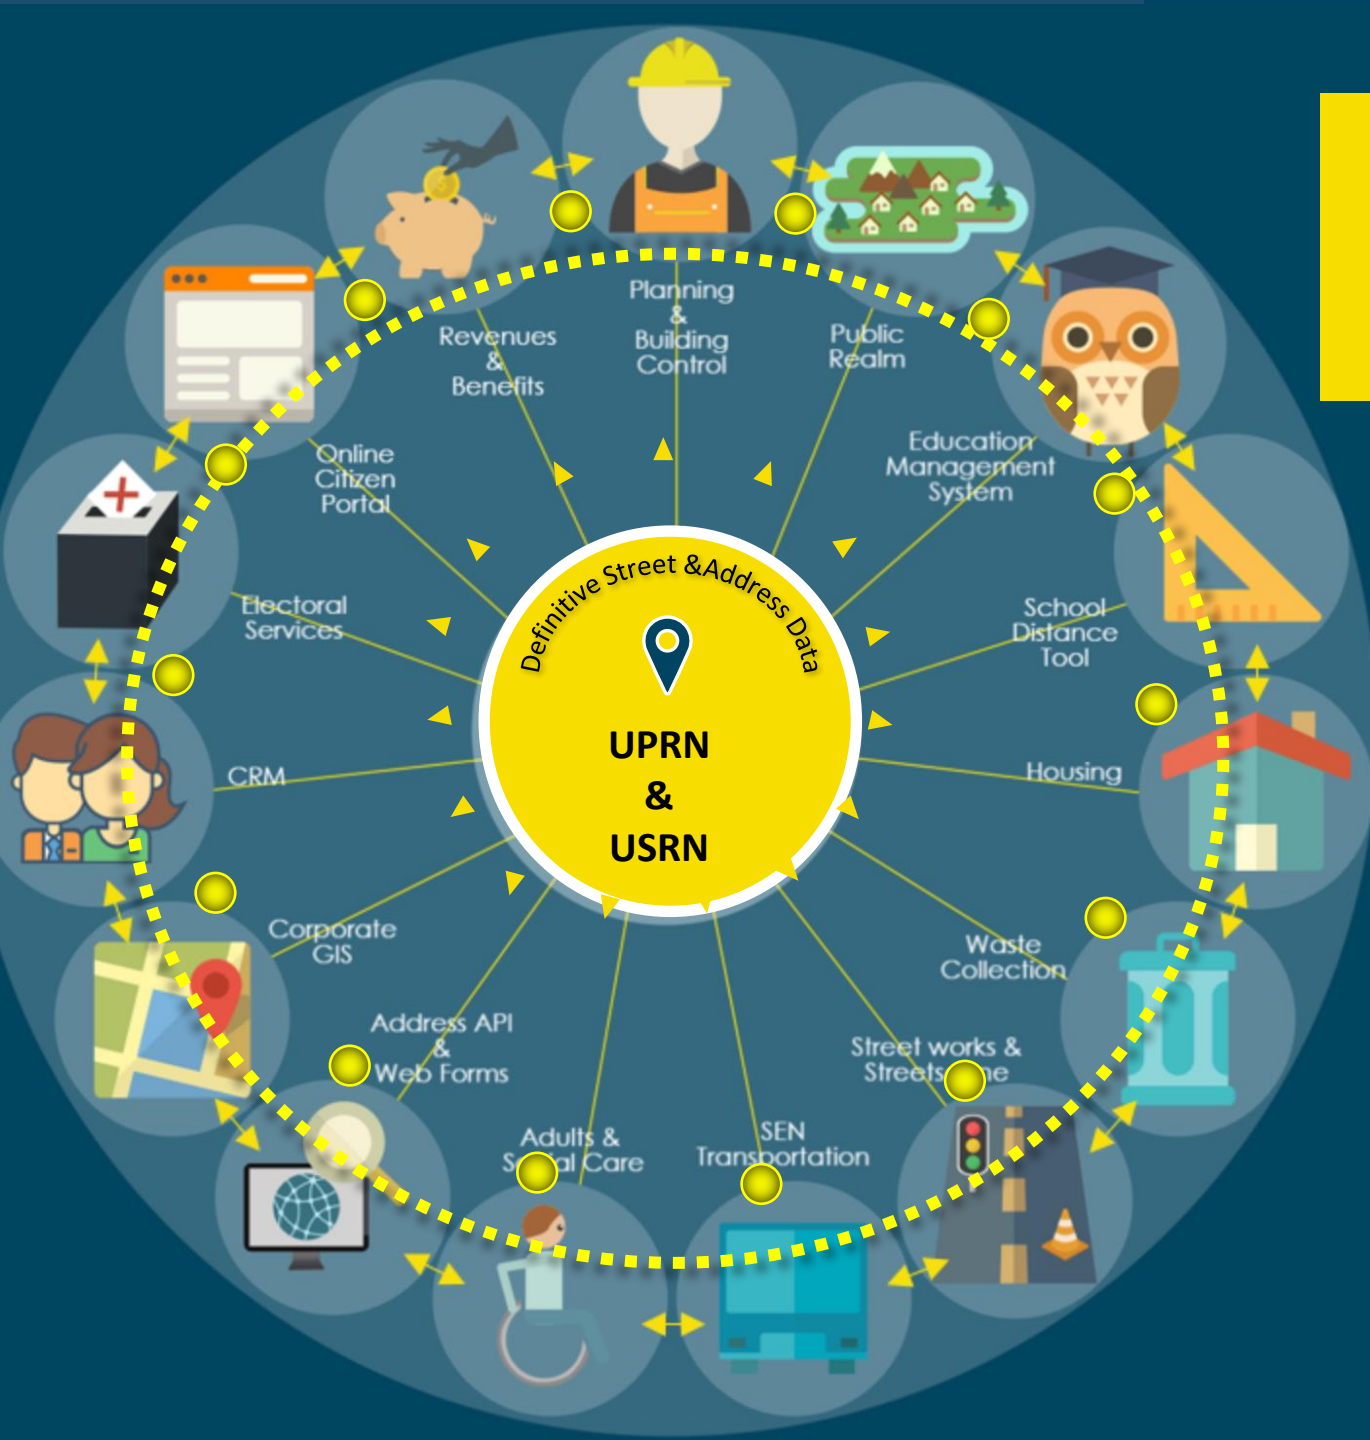 Planning
&
Building
Control
Public
Realm
Education
Management
System
School
Distance
Tool
Housing
Waste
Collection
Street works &
SEN
Transportation
Adults &
Care
Address API
&
Web Forms
Corporate
GIS
CRM
Electoral
Services
Online
Citizen
Portal
Revenues
&
Benefits
Definitive Street &Address Data
UPRN
&
USRN